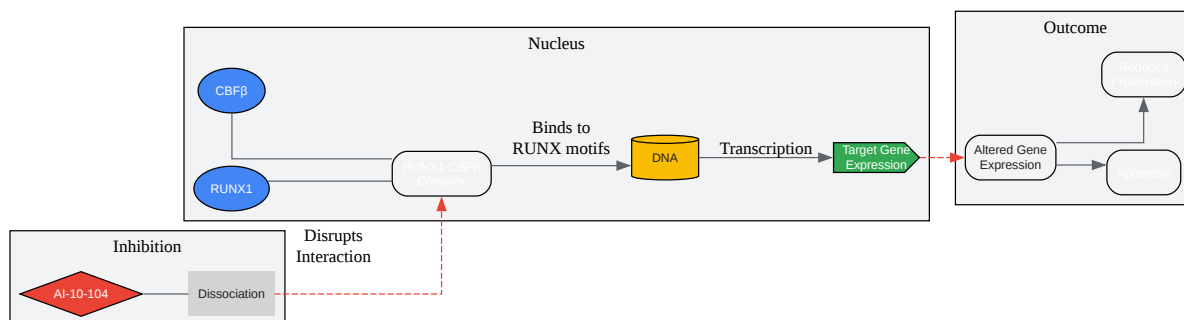 Nucleus
Outcome
CBFβ
Reduced
Proliferation
Binds to
RUNX motifs
DNA
Transcription
Target Gene
Expression
Altered Gene
Expression
RUNX1-CBFβ
Complex
RUNX1
Apoptosis
Disrupts
Interaction
Inhibition
AI-10-104
Dissociation